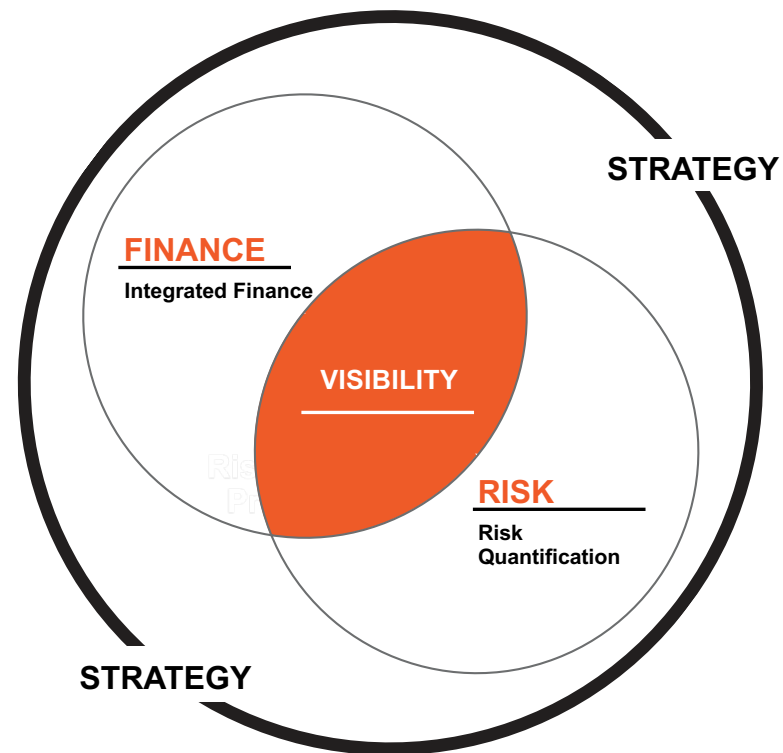 STRATEGY
FINANCE
Integrated Finance
VISIBILITY
RISK
Risk
Quantification
STRATEGY